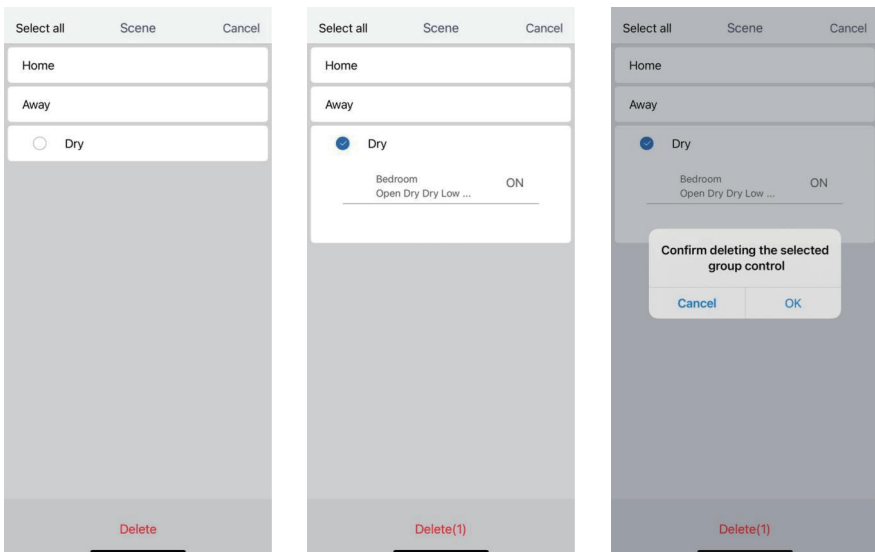 Select all Scene Cancel
Home
Away
Dry
Delete
Select all Scene Cancel
Home
Away
Dry
Bedroom
Open Dry Dry Low ...
ON
Delete(1)
Select all Scene Cancel
Home
Away
Dry
Bedroom
Open Dry Dry Low ...
ON
Confirm deleting the selected
group control
Cancel OK
Delete(1)